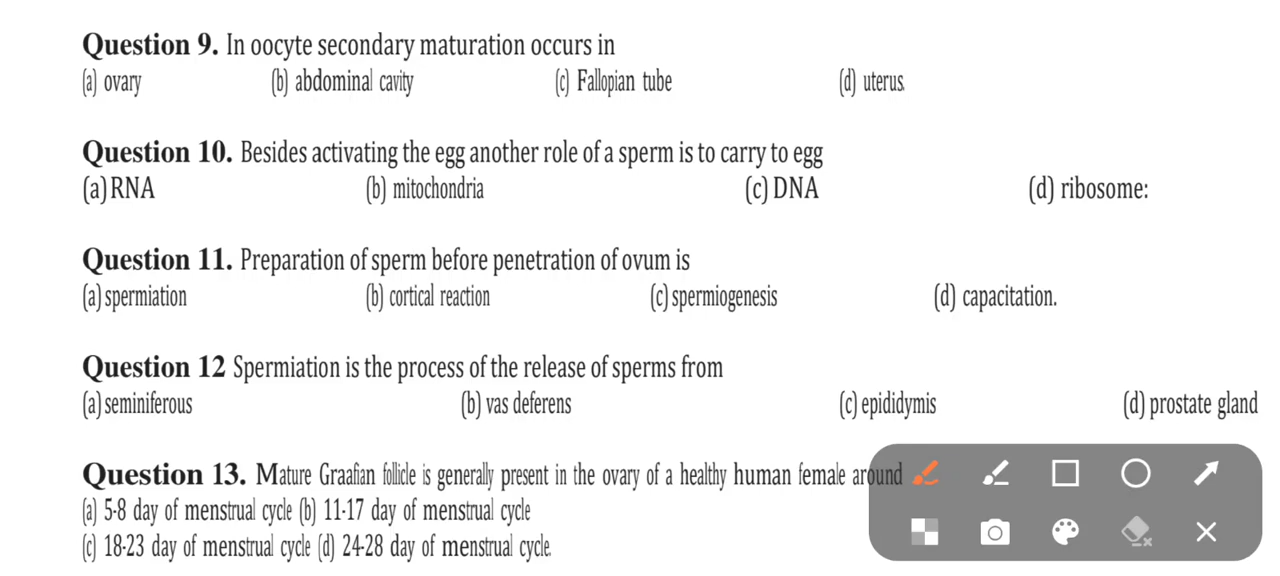 Question 9. In oocyte secondary maturation occurs in
(a) ovary (b) abdominal cavity (c) Fallopian tube (d) uterus.
Question 10. Besides activating the egg another role of a sperm is to carry to egg
(a) RNA (b) mitochondria (c) DNA (d) ribosome:
Question 11. Preparation of sperm before penetration of ovum is
(a) spermiation (b) cortical reaction (c) spermiogenesis (d) capacitation.
Question 12 Spermiation is the process of the release of sperms from
(a) seminiferous (b) vas deferens (c) epididymis (d) prostate gland
Question 13. Mature Graafian follicle is generally present in the ovary of a healthy human female around
(a) 5-8 day of menstrual cycle (b) 11-17 day of menstrual cycle
(c) 18-23 day of menstrual cycle (d) 24-28 day of menstrual cycle.